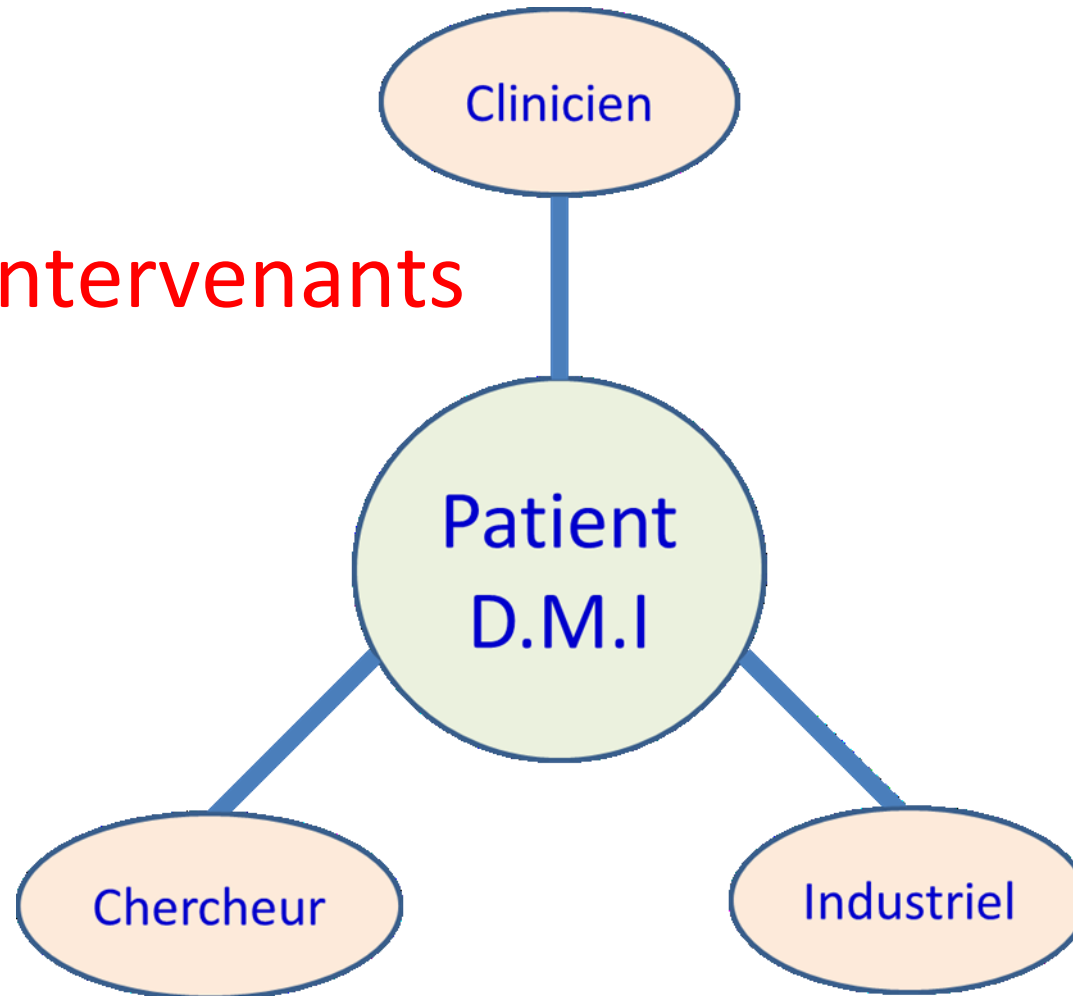 Clinicien
ntervenants
Patient
D.M.I
Chercheur
Industriel